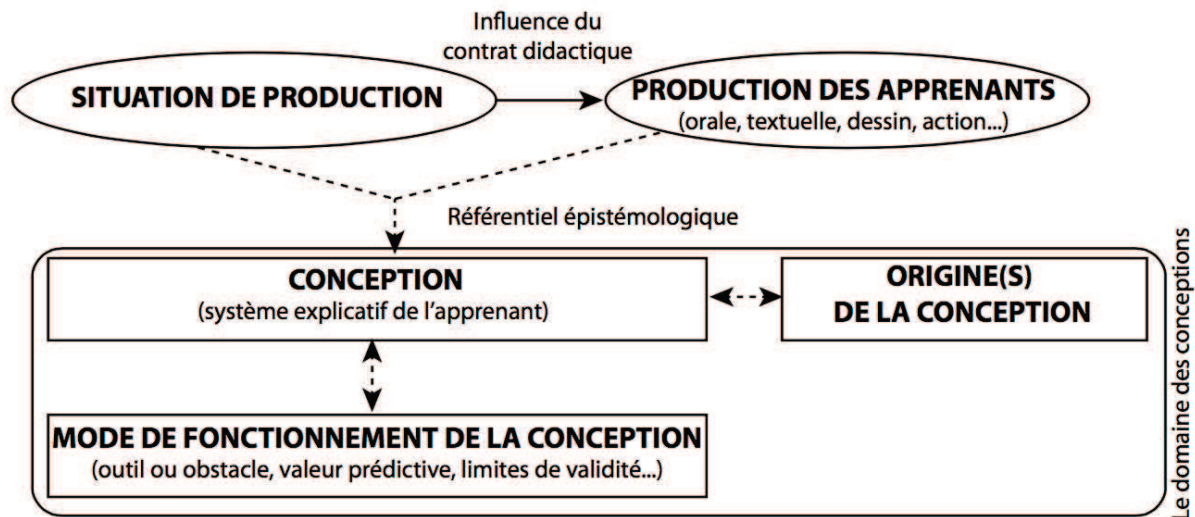 Influence du
contrat didactique
SITUATION DE PRODUCTION
PRODUCTION DES APPRENANTS
(orale, textuelle, dessin, action...)
Référentiel épistémologique
CONCEPTION
(système explicatif de l'apprenant)
ORIGINE(S)
DE LA CONCEPTION
MODE DE FONCTIONNEMENT DE LA CONCEPTION
(outil ou obstacle, valeur prédictive, limites de validité...)
Le domaine des conceptions